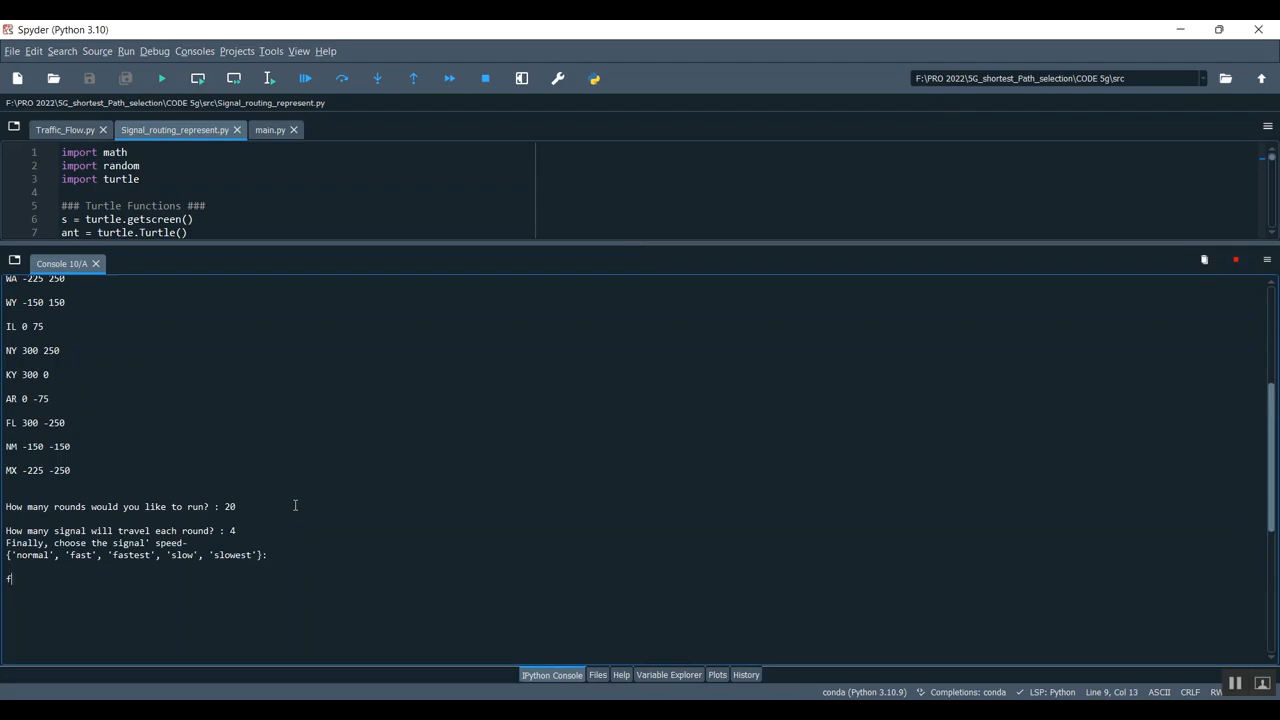 Spyder (Python 3.10)
File Edit Search Source Run Debug Consoles Projects Tools View Help
F:\PRO 2022\5G_shortest_Path_selection\CODE 5g\src
F:\PRO 2022\5G_shortest_Path_selection\CODE 5g\src\Signal_routing_represent.py
Traffic_Flow.py Signal_routing_represent.py main.py
1 import math
2 import random
3 import turtle
4
5 ### Turtle Functions ###
6 s = turtle.getscreen()
7 ant = turtle.Turtle()
Console 10/A
WA -225 250
WY -150 150
IL 0 75
NY 300 250
KY 300 0
AR 0 -75
FL 300 -250
NM -150 -150
MX -225 -250
How many rounds would you like to run? : 20
How many signal will travel each round? : 4
Finally, choose the signal' speed-
{'normal', 'fast', 'fastest', 'slow', 'slowest'}:
f
IPython Console Files Help Variable Explorer Plots History
conda (Python 3.10.9) Completions: conda LSP: Python Line 9, Col 13 ASCII CRLF RW